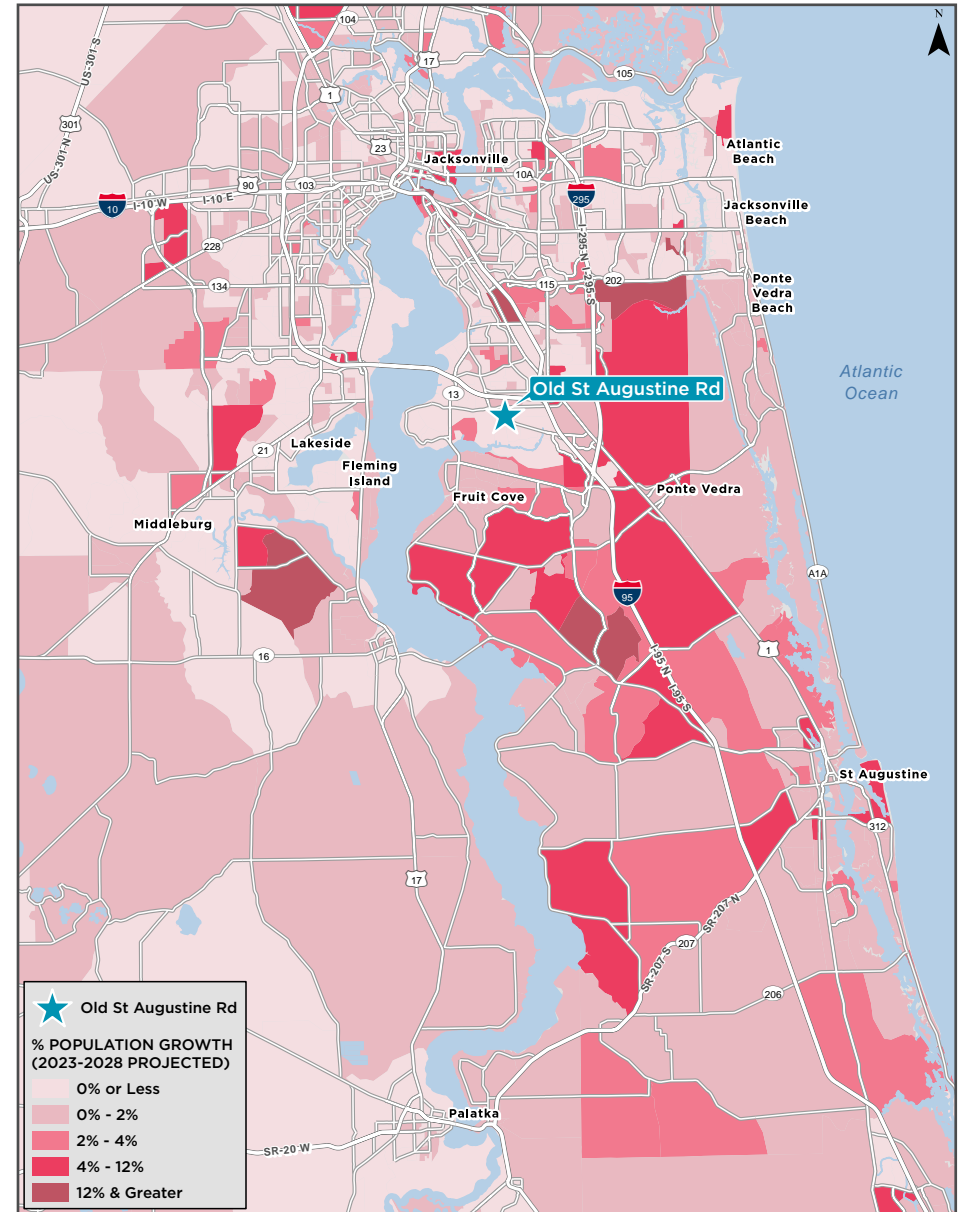 N
104
US-301 S
17
105
1
301
23
Atlantic
Beach
Jacksonville
US-301 N
10A
90
103
I-10 W
I-10 E
10
295
Jacksonville
Beach
228
I-295 N
I-295 S
134
115
202
Ponte
Vedra
Beach
Atlantic
Ocean
13
Old St Augustine Rd
Lakeside
21
Fleming
Island
Fruit Cove
Ponte Vedra
Middleburg
A1A
95
16
1
I-95 N
I-95 S
St Augustine
312
17
SR-207 N
207
SR-207 S
206
Old St Augustine Rd
% POPULATION GROWTH
(2023-2028 PROJECTED)
0% or Less
0% - 2%
2% - 4%
4% - 12%
12% & Greater
Palatka
SR-20 W